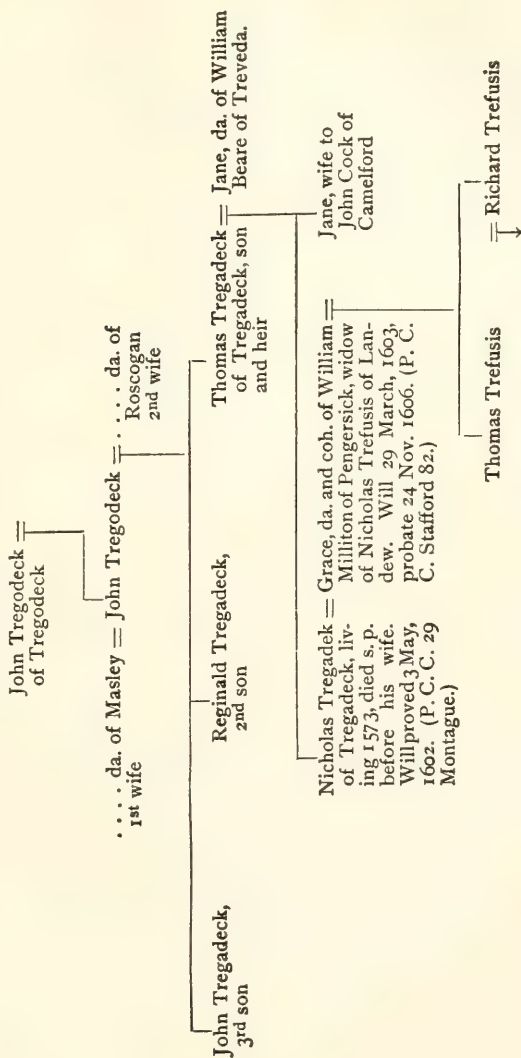 John Tregodeck =
of Tregodeck
. . . . da. of Masley = John Tregodeck = . . . . . da. of
1st wife
Roscogan
2nd wife
John Tregadeck,
3rd son
Reginald Tregadeck,
2nd son
Thomas Tregadeck = Jane, da. of William
of Tregadeck, son
and heir
Beare of Treveda.
Nicholas Tregadek = Grace, da. and coh. of William =
of Tregadeck, liv-
ing 1573, died s.p.
before his wife.
Will proved 3 May,
1602. (P. C. C. 29
Montague.)
Milliton of Pengersick, widow
of Nicholas Trefusis of Lan-
dew. Will 29 March, 1603,
probate 24 Nov. 1606. (P. C.
C. Stafford 82.)
Jane, wife to
John Cock of
Camelford
Thomas Trefusis
= Richard Trefusis